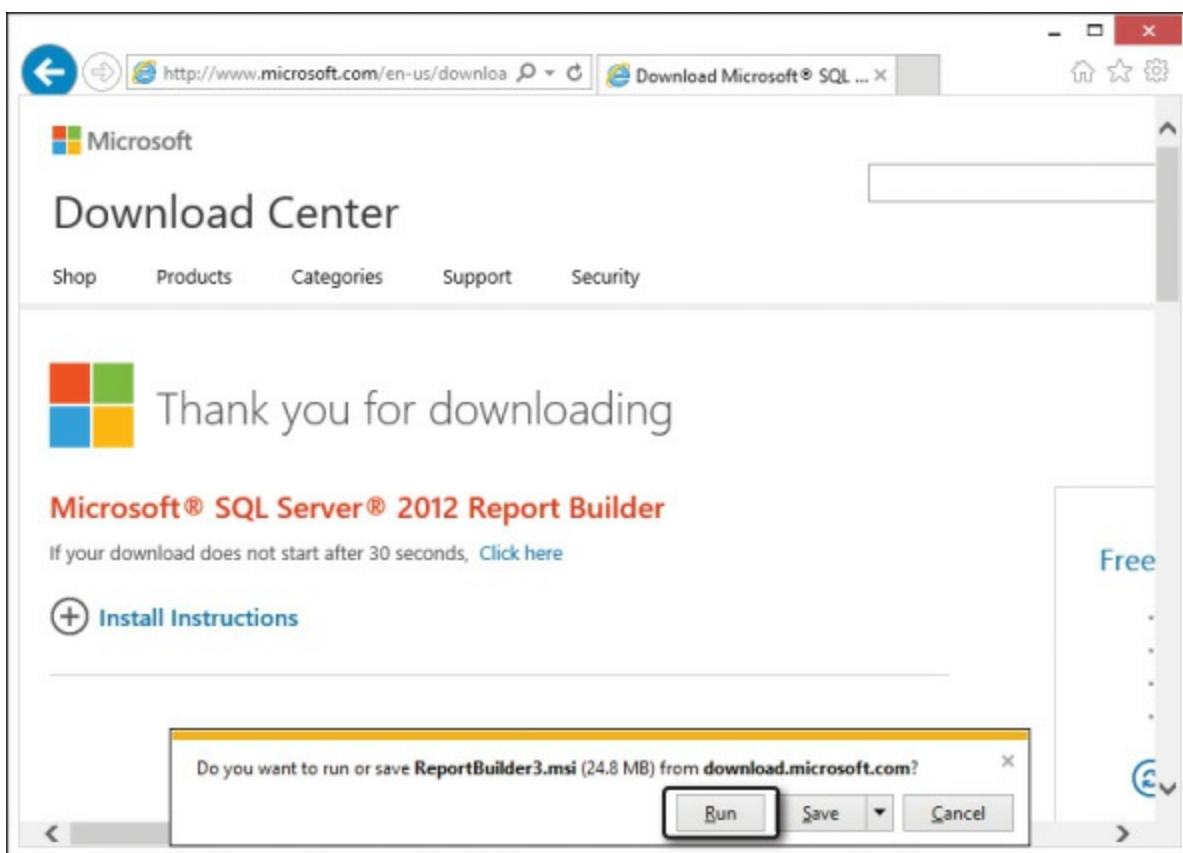 http://www.microsoft.com/en-us/downloa
Download Microsoft® SQL ...
Microsoft
Download Center
Shop Products Categories Support Security
Thank you for downloading
Microsoft® SQL Server® 2012 Report Builder
If your download does not start after 30 seconds, Click here
Free
Install Instructions
Do you want to run or save ReportBuilder3.msi (24.8 MB) from download.microsoft.com?
Run Save Cancel